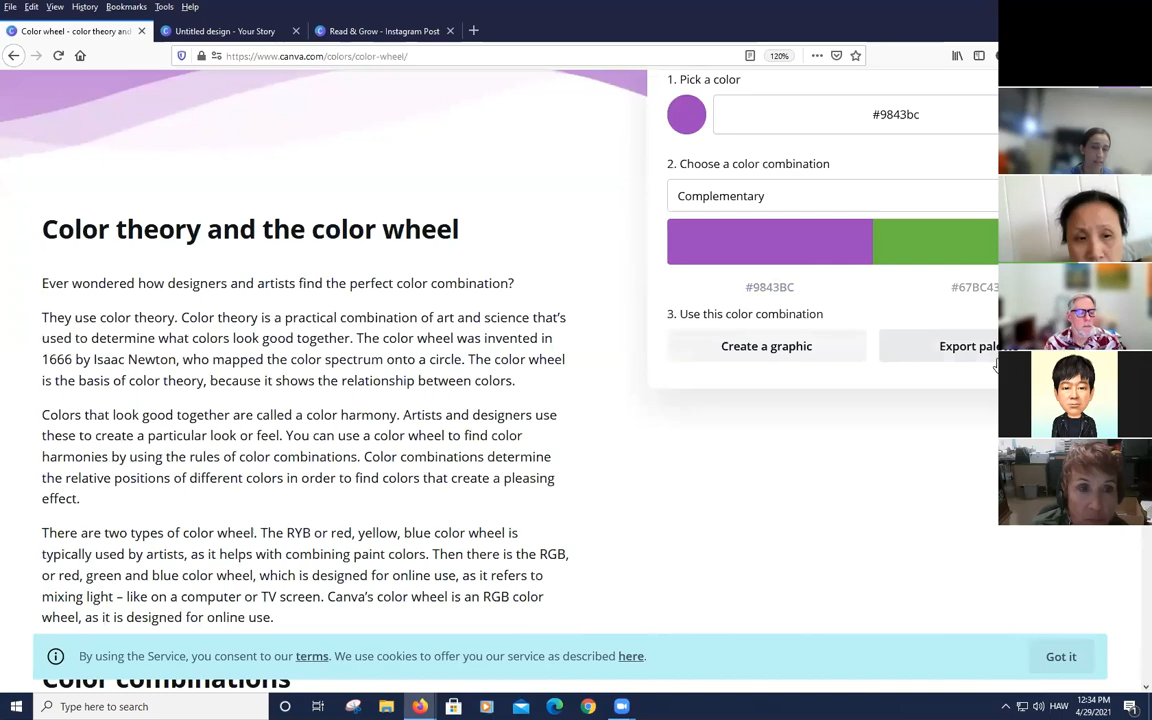 File Edit View History Bookmarks Tools Help
Color wheel - color theory and
Untitled design - Your Story
Read & Grow - Instagram Post
https://www.canva.com/colors/color-wheel/
120%
1. Pick a color
#9843bc
2. Choose a color combination
Complementary
#9843BC
#67BC43
3. Use this color combination
Create a graphic
Export pale
Color theory and the color wheel
Ever wondered how designers and artists find the perfect color combination?
They use color theory. Color theory is a practical combination of art and science that's
used to determine what colors look good together. The color wheel was invented in
1666 by Isaac Newton, who mapped the color spectrum onto a circle. The color wheel
is the basis of color theory, because it shows the relationship between colors.
Colors that look good together are called a color harmony. Artists and designers use
these to create a particular look or feel. You can use a color wheel to find color
harmonies by using the rules of color combinations. Color combinations determine
the relative positions of different colors in order to find colors that create a pleasing
effect.
There are two types of color wheel. The RYB or red, yellow, blue color wheel is
typically used by artists, as it helps with combining paint colors. Then there is the RGB,
or red, green and blue color wheel, which is designed for online use, as it refers to
mixing light – like on a computer or TV screen. Canva's color wheel is an RGB color
wheel, as it is designed for online use.
By using the Service, you consent to our terms. We use cookies to offer you our service as described here.
Got it
Color combinations
Type here to search
HAW
12:34 PM
4/29/2021